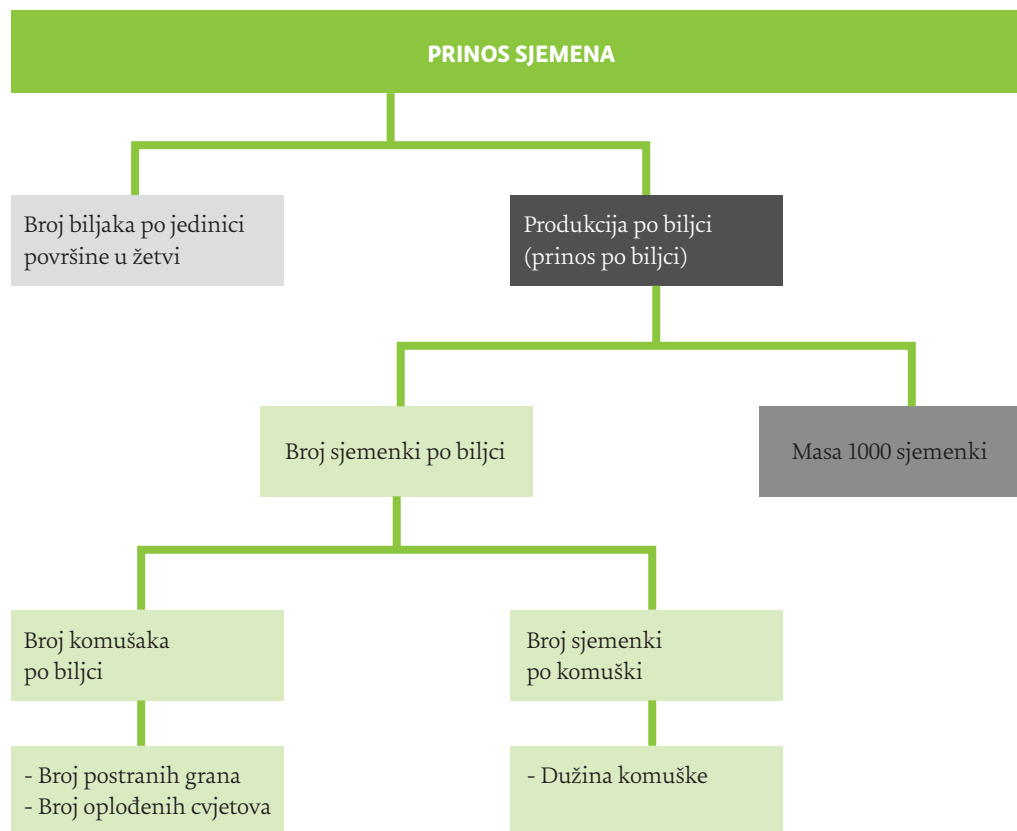 PRINOS SJEMENA
Broj biljaka po jedinici
površine u žetvi
Produkcija po biljci
(prinos po biljci)
Broj sjemenki po biljci
Masa 1000 sjemenki
Broj komušaka
po biljci
Broj sjemenki
po komuški
- Broj postranih grana
- Broj oplođenih cvjetova
- Dužina komuške